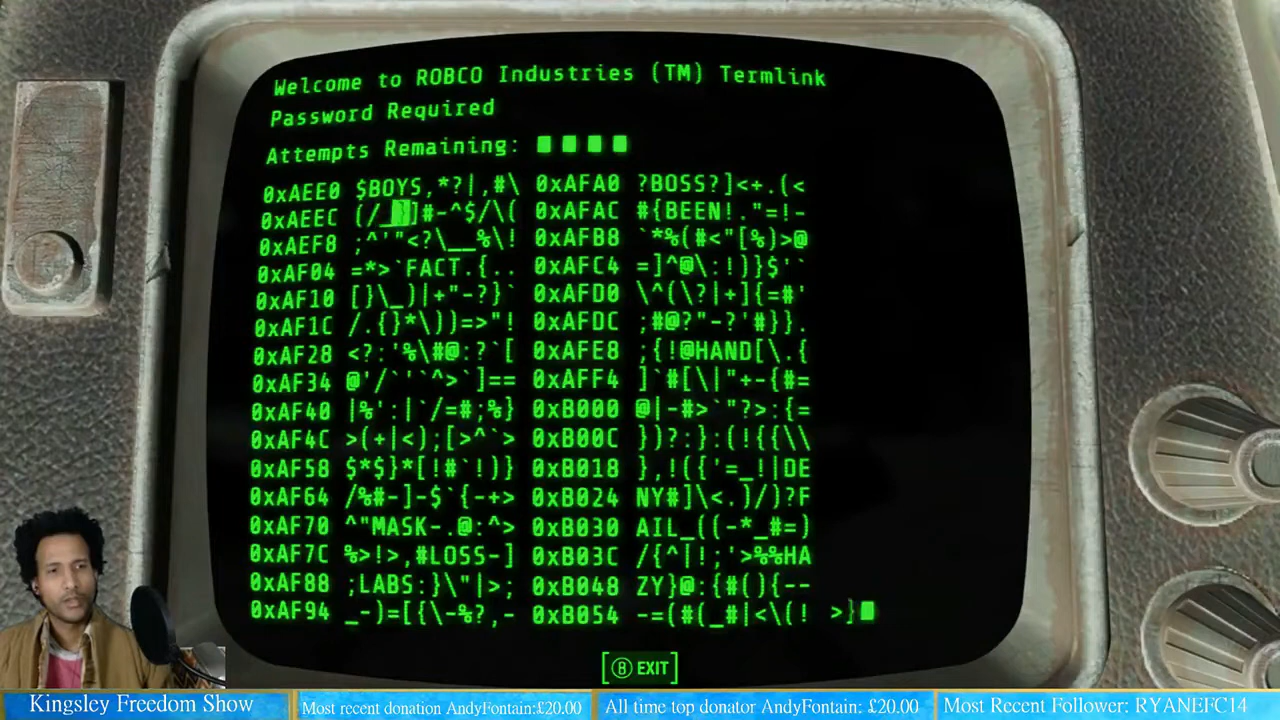 Welcome to ROBCO Industries (TM) Termlink
Password Required
Attempts Remaining:
0xAEE0 $BOYS,*?|,#\ 0xAFA0 ?BOSS?]<+.(<
0xAEEC (/_ ]#-^$/\( 0xAFAC #{BEEN!."=!-
0xAEF8 ;^'"<?\__%\! 0xAFB8 `*%(#<"[%)>@
0xAF04 =*>`FACT.{.. 0xAFC4 =]^@\:!)}$'`
0xAF10 [}\_)|+"-?}` 0xAFD0 \^(\?|+]{=#'
0xAF1C /.{}*\))=>"! 0xAFDC ;#@?"-?'#}}.
0xAF28 <?:'%\#@:?`[ 0xAFE8 ;{!@HAND[\.{
0xAF34 @'/`'`^>`]== 0xAFF4 ]`#[\|"+-{#=
0xAF40 |%':|`/=#;%} 0xB000 @|-#>`"?>:{=
0xAF4C >(+|<);[>^`> 0xB00C })?:}:(!{{\\
0xAF58 $*$}*[!#`!)} 0xB018 },!({'=_!|DE
0xAF64 /%#-]-$`{-+> 0xB024 NY#]\<.)/)?F
0xAF70 ^"MASK-.@:^> 0xB030 AIL_((-*_#=)
0xAF7C %>!>,#LOSS-] 0xB03C /{^|!;'>%%HA
0xAF88 ;LABS:}\"|>; 0xB048 ZY}@:{#(){--
0xAF94 _-)=[{\-%?,- 0xB054 -=(#(_#|<\(! >}
[Ⓑ EXIT]
Kingsley Freedom Show
Most recent donation AndyFontain:£20.00
All time top donator AndyFontain: £20.00
Most Recent Follower: RYANEFC14